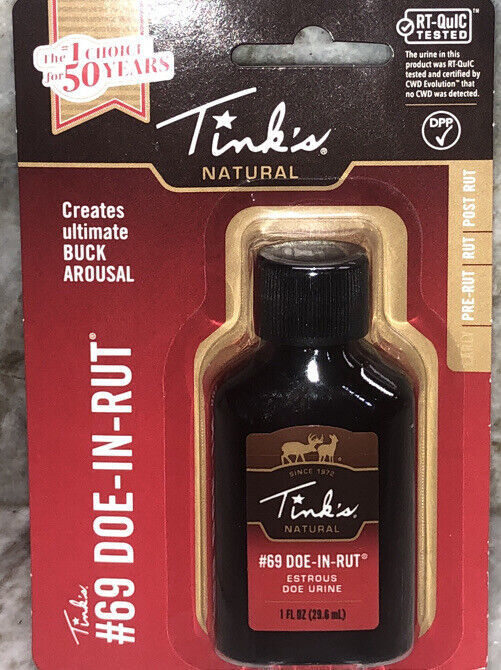 The #1 CHOICE
for 50 YEARS
RT-QuIC
TESTED
The urine in this
product was RT-QuIC
tested and certified by
CWD Evolution™ that
no CWD was detected.
DPP
Tink's®
NATURAL
Creates
ultimate
BUCK
AROUSAL
PRE-RUT RUT POST RUT
Tink's
#69 DOE-IN-RUT®
SINCE 1972
Tink's
NATURAL
#69 DOE-IN-RUT®
ESTROUS
DOE URINE
1 FL OZ (29.6 mL)